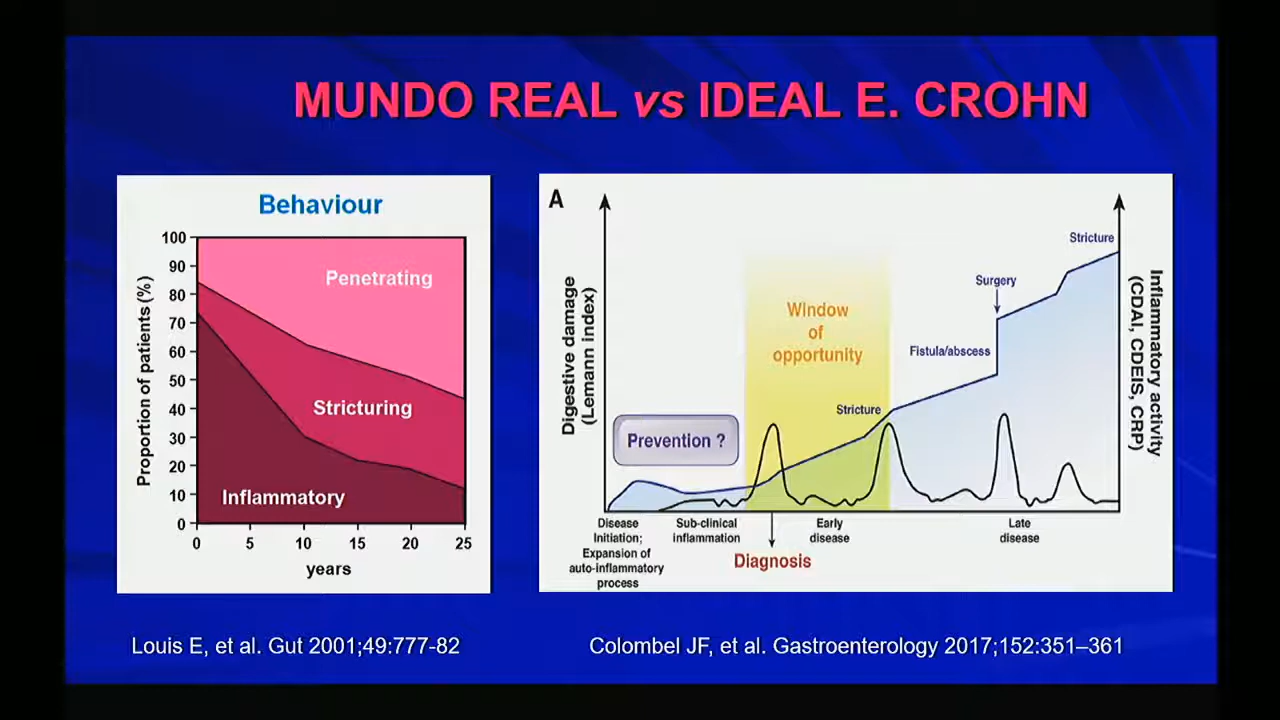 MUNDO REAL vs IDEAL E. CROHN
Behaviour
Proportion of patients (%)
100
90
80
70
60
50
40
30
20
10
0
Penetrating
Stricturing
Inflammatory
0 5 10 15 20 25
years
Louis E, et al. Gut 2001;49:777-82
A
Digestive damage
(Lemann index)
Prevention ?
Window
of
opportunity
Stricture
Fistula/abscess
Surgery
Stricture
Inflammatory activity
(CDAI, CDEIS, CRP)
Disease
Initiation;
Expansion of
auto-inflammatory
process
Sub-clinical
inflammation
Diagnosis
Early
disease
Late
disease
Colombel JF, et al. Gastroenterology 2017;152:351–361